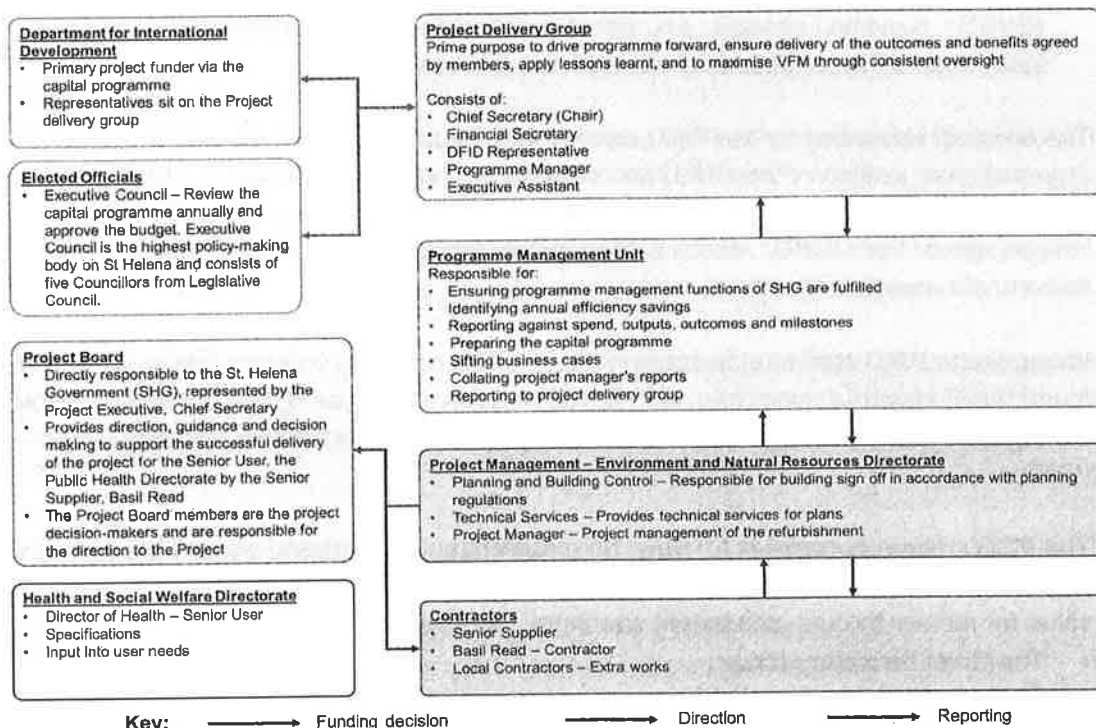 Department for International
Development
• Primary project funder via the
capital programme
• Representatives sit on the Project
delivery group
Elected Officials
• Executive Council – Review the
capital programme annually and
approve the budget. Executive
Council is the highest policy-making
body on St Helena and consists of
five Councillors from Legislative
Council.
Project Board
• Directly responsible to the St. Helena
Government (SHG), represented by the
Project Executive, Chief Secretary
• Provides direction, guidance and decision
making to support the successful delivery
of the project for the Senior User, the
Public Health Directorate by the Senior
Supplier, Basil Read
• The Project Board members are the project
decision-makers and are responsible for
the direction to the Project
Health and Social Welfare Directorate
• Director of Health – Senior User
• Specifications
• Input Into user needs
Project Delivery Group
Prime purpose to drive programme forward, ensure delivery of the outcomes and benefits agreed
by members, apply lessons learnt, and to maximise VFM through consistent oversight
Consists of:
• Chief Secretary (Chair)
• Financial Secretary
• DFID Representative
• Programme Manager
• Executive Assistant
Programme Management Unit
Responsible for:
• Ensuring programme management functions of SHG are fulfilled
• Identifying annual efficiency savings
• Reporting against spend, outputs, outcomes and milestones
• Preparing the capital programme
• Sifting business cases
• Collating project manager's reports
• Reporting to project delivery group
Project Management – Environment and Natural Resources Directorate
• Planning and Building Control – Responsible for building sign off in accordance with planning
regulations
• Technical Services – Provides technical services for plans
• Project Manager – Project management of the refurbishment
Contractors
• Senior Supplier
• Basil Read – Contractor
• Local Contractors – Extra works
Key: Funding decision Direction Reporting